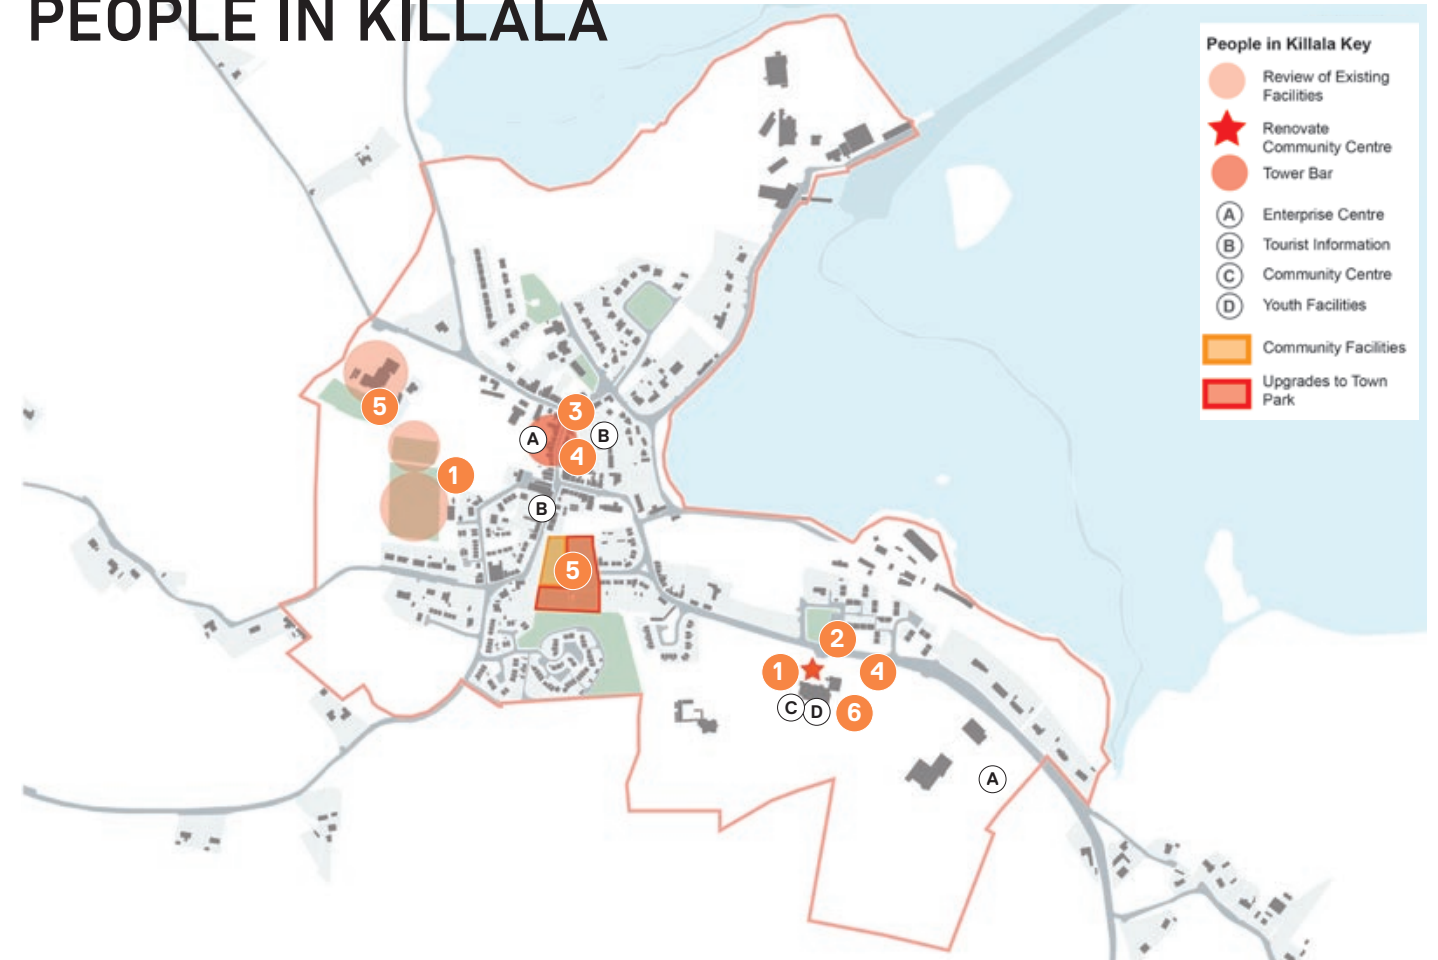 PEOPLE IN KILLALA
People in Killala Key
Review of Existing
Facilities
Renovate
Community Centre
Tower Bar
A Enterprise Centre
B Tourist Information
C Community Centre
D Youth Facilities
Community Facilities
Upgrades to Town
Park
5
3
A
B
4
1
B
5
2
1
4
C
D
6
A